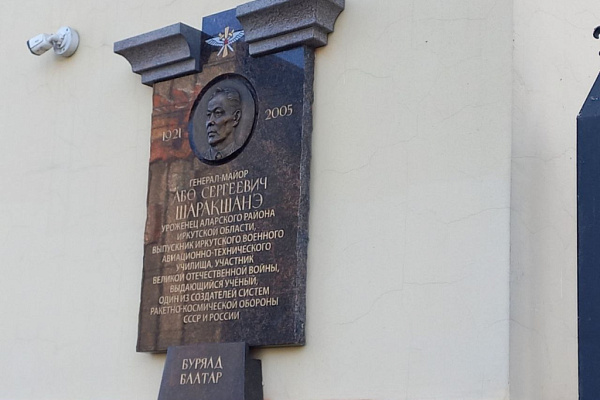 1921
2005
ГЕНЕРАЛ-МАЙОР
АБО СЕРГЕЕВИЧ
ШАРАКШАНЭ
УРОЖЕНЕЦ АЛАРСКОГО РАЙОНА
ИРКУТСКОЙ ОБЛАСТИ,
ВЫПУСКНИК ИРКУТСКОГО ВОЕННОГО
АВИАЦИОННО-ТЕХНИЧЕСКОГО
УЧИЛИЩА, УЧАСТНИК
ВЕЛИКОЙ ОТЕЧЕСТВЕННОЙ ВОЙНЫ,
ВЫДАЮЩИЙСЯ УЧЁНЫЙ,
ОДИН ИЗ СОЗДАТЕЛЕЙ СИСТЕМ
РАКЕТНО-КОСМИЧЕСКОЙ ОБОРОНЫ
СССР И РОССИИ
БУРЯАД
БААТАР